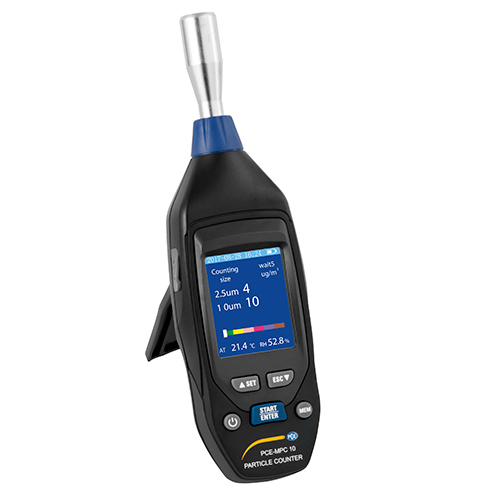 Counting wait5
size ug/m³
2.5um 4
10um 10
AT 21.4 °C RH 52.8%
▲ SET ESC ▼
START
ENTER
MEM
PCE
PCE-MPC 10
PARTICLE COUNTER